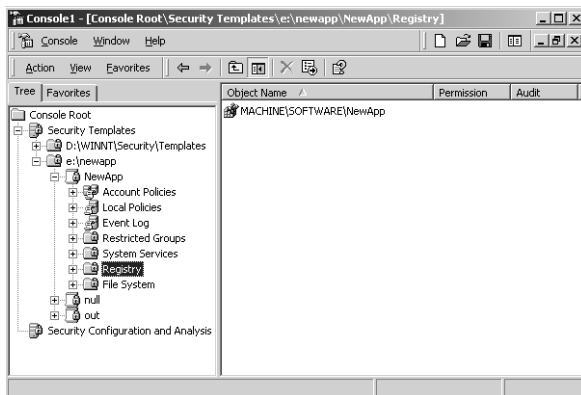 Console1 - [Console Root\Security Templates\e:\newapp\NewApp\Registry]
Console Window Help
Action View Favorites
Tree Favorites
Object Name Permission Audit
Console Root
MACHINE\SOFTWARE\NewApp
Security Templates
D:\WINNT\Security\Templates
e:\newapp
NewApp
Account Policies
Local Policies
Event Log
Restricted Groups
System Services
Registry
File System
null
out
Security Configuration and Analysis